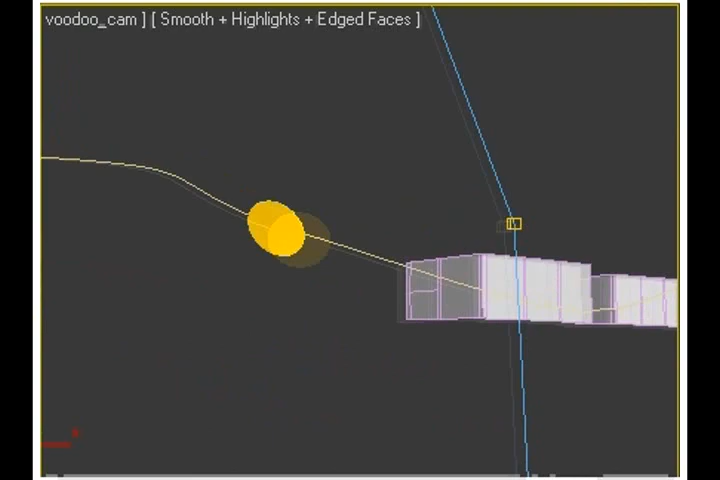 voodoo_cam ] [ Smooth + Highlights + Edged Faces ]